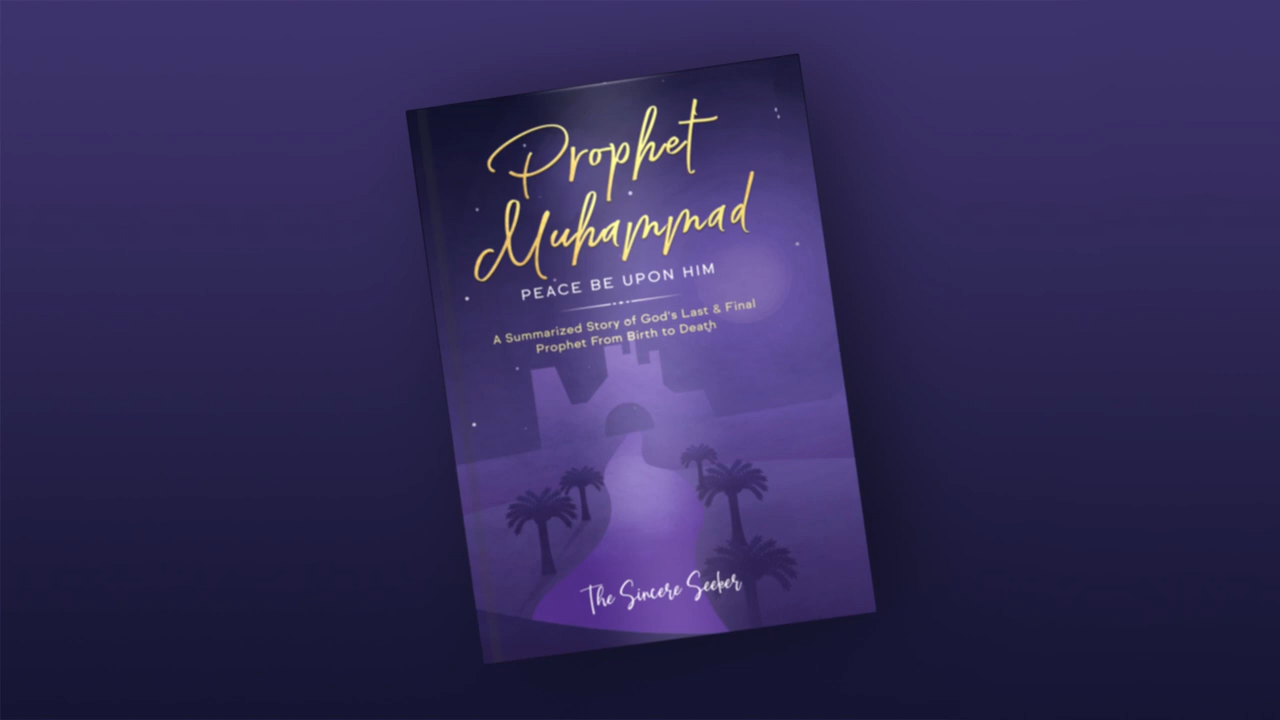 Prophet
Muhammad
PEACE BE UPON HIM
A Summarized Story of God's Last & Final
Prophet From Birth to Death
The Sincere Seeker